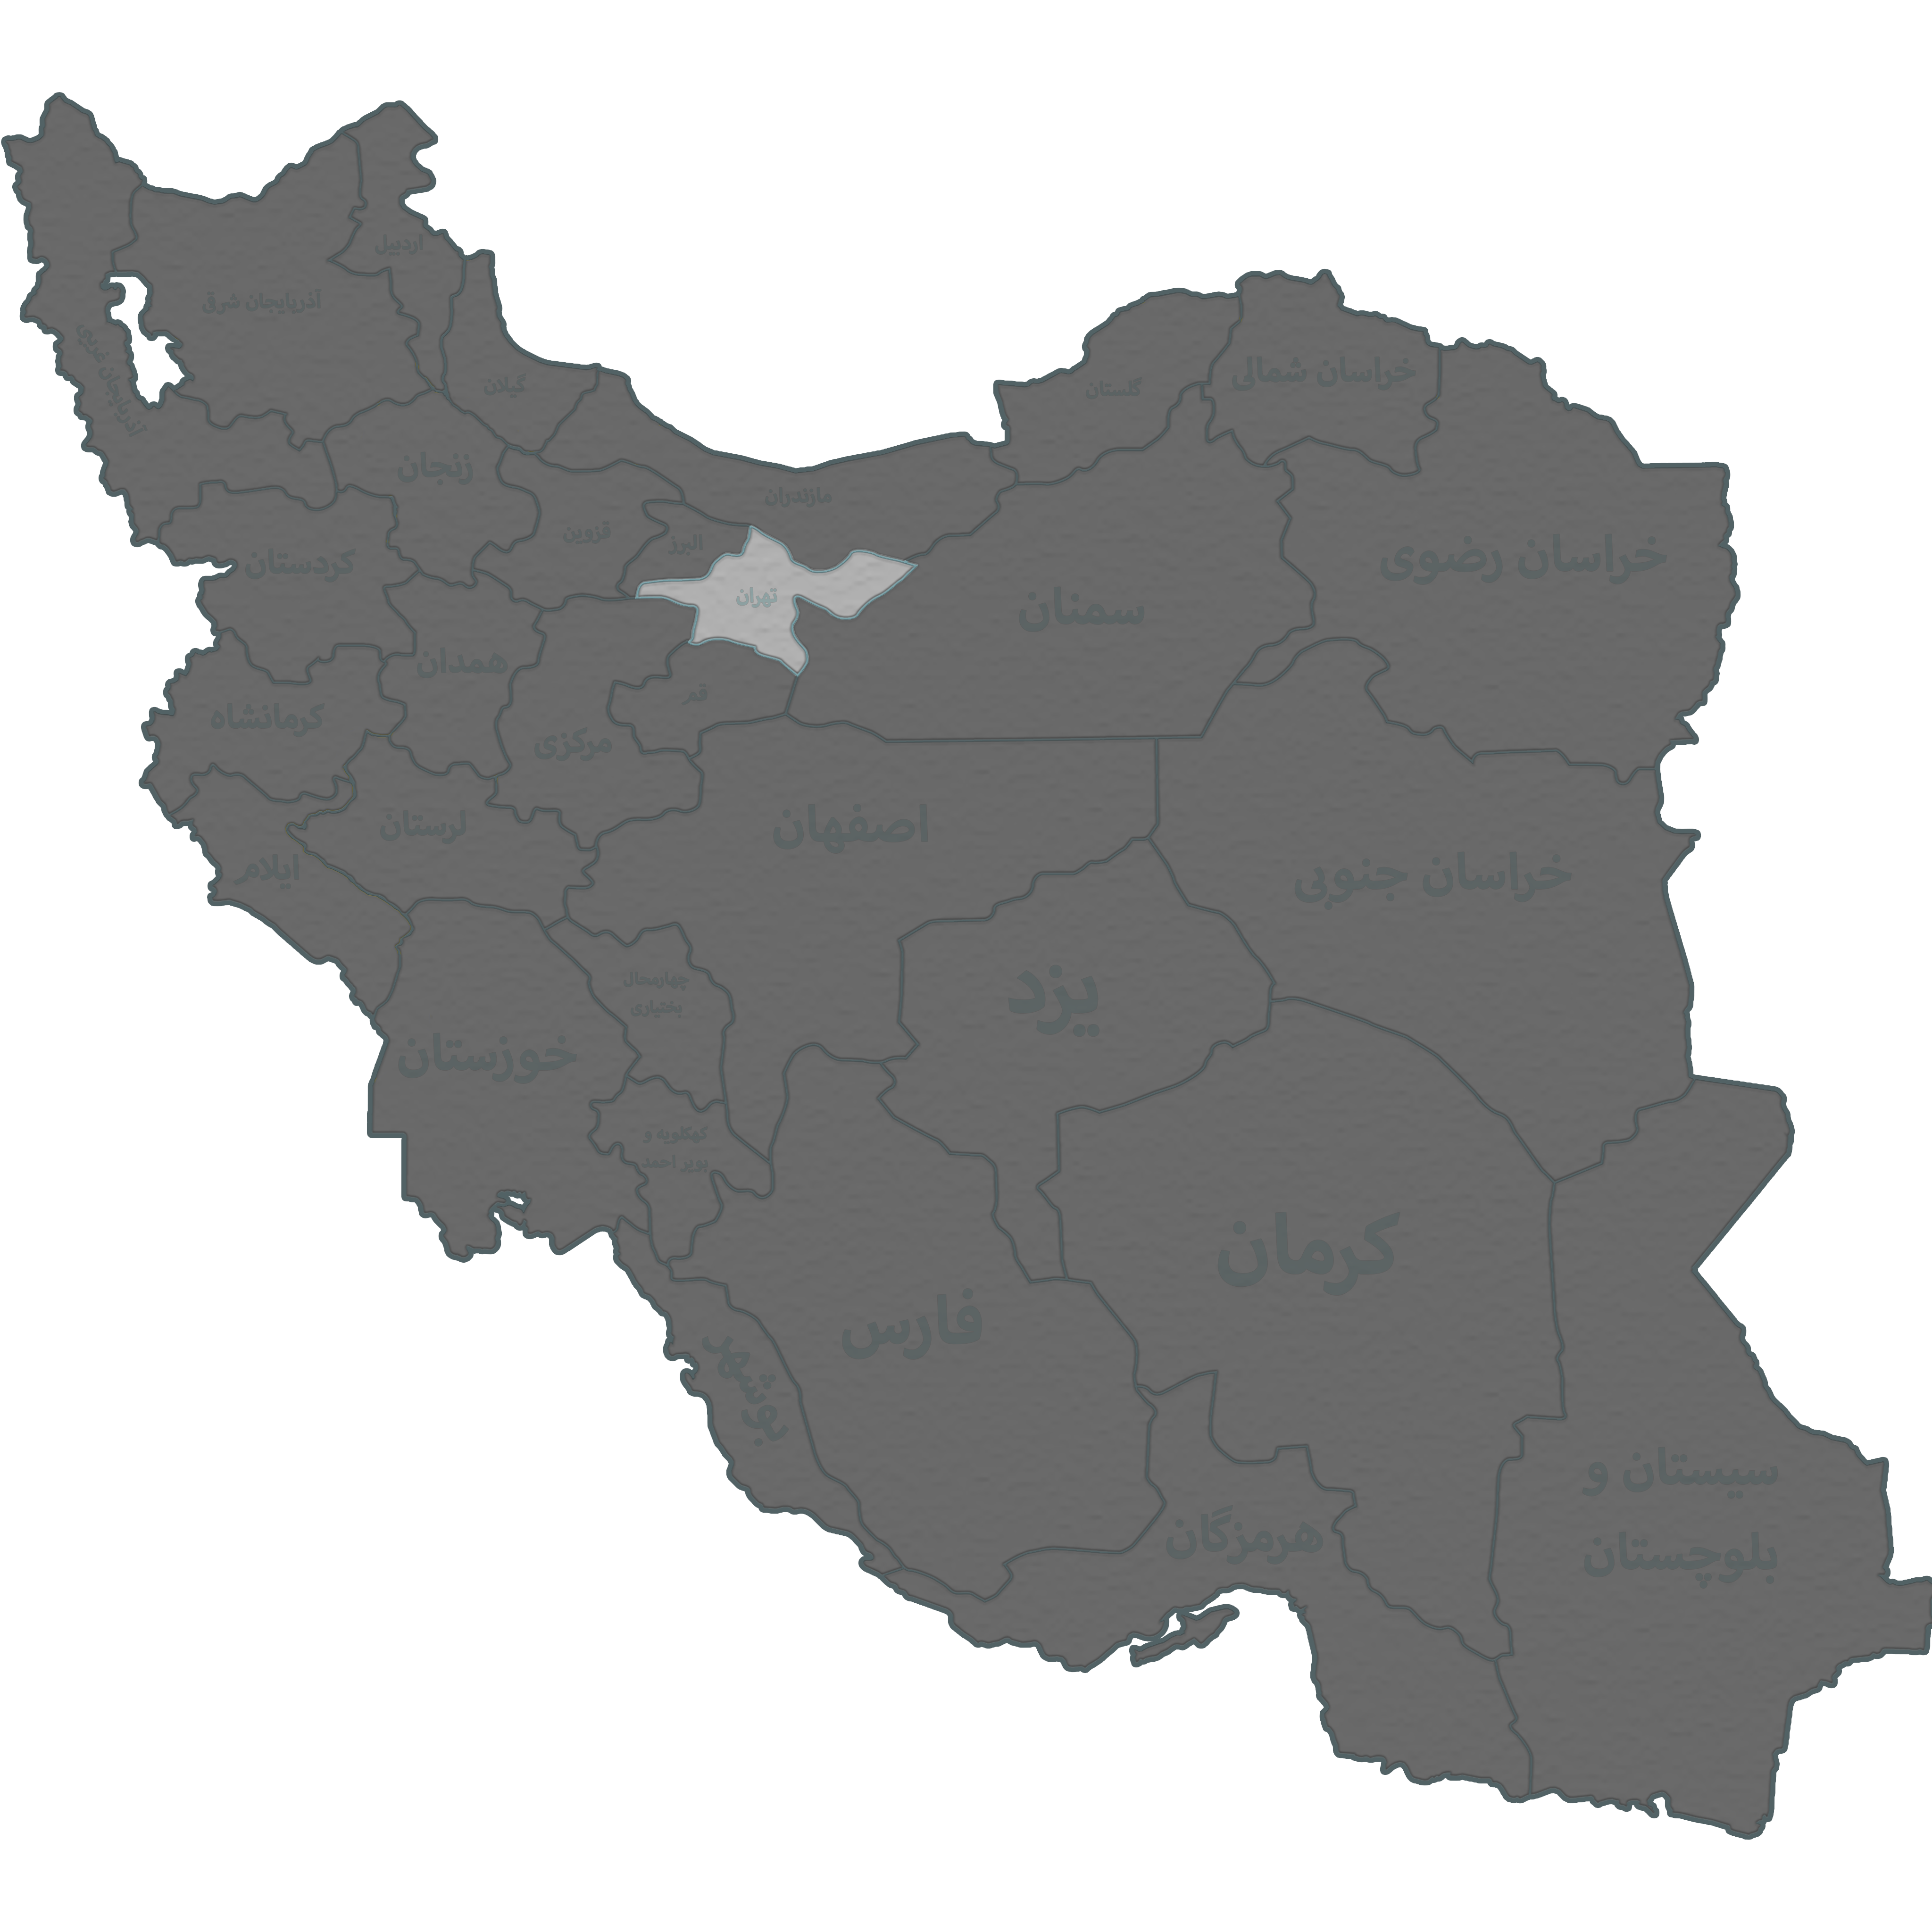 اردبیل
آذربایجان شرقی
آذربایجان غربی
گیلان
گلستان
خراسان شمالی
زنجان
مازندران
قزوین
البرز
خراسان رضوی
کردستان
تهران
سمنان
همدان
قم
کرمانشاه
مرکزی
لرستان
اصفهان
ایلام
خراسان جنوبی
چهارمحال
بختیاری
یزد
خوزستان
کهکلویه و
بویر احمد
کرمان
فارس
بوشهر
سیستان و
بلوچستان
هرمزگان